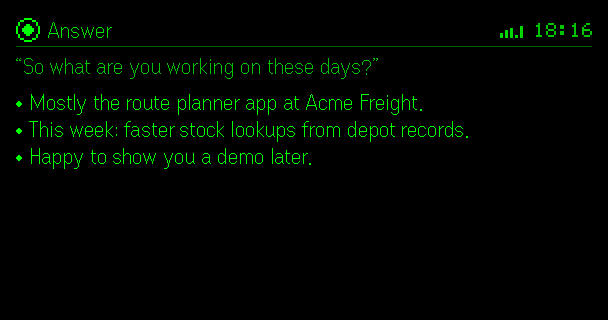 Answer
18:16
“So what are you working on these days?”
• Mostly the route planner app at Acme Freight.
• This week: faster stock lookups from depot records.
• Happy to show you a demo later.